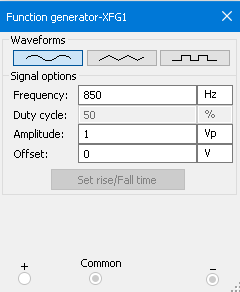 Function generator-XFG1
Waveforms
Signal options
Frequency: 850 Hz
Duty cycle: 50 %
Amplitude: 1 Vp
Offset: 0 V
Set rise/Fall time
+ Common −